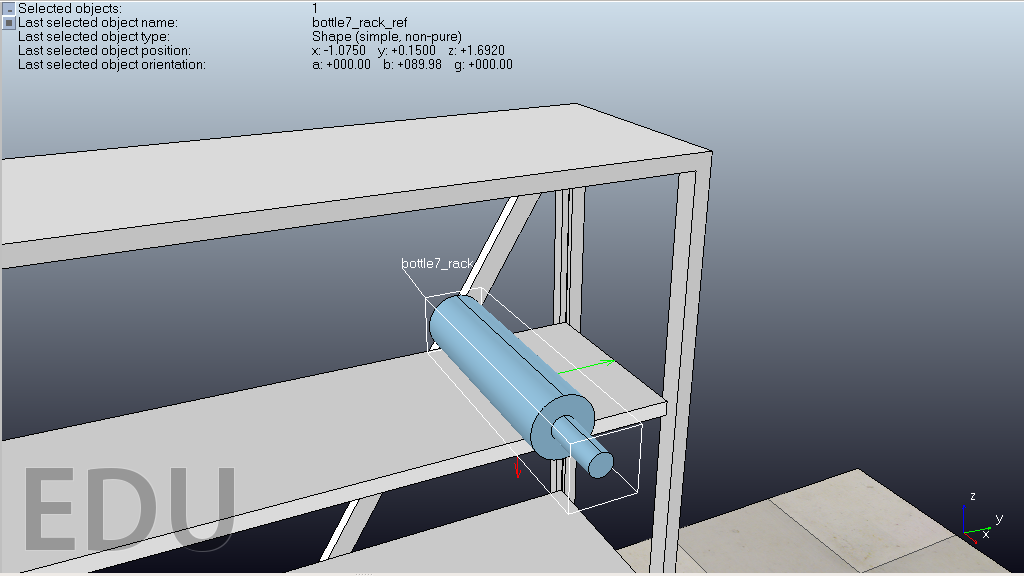 Selected objects: 1
Last selected object name: bottle7_rack_ref
Last selected object type: Shape (simple, non-pure)
Last selected object position: x: -1.0750 y: +0.1500 z: +1.6920
Last selected object orientation: a: +000.00 b: +089.98 g: +000.00
bottle7_rack
EDU
z
y
x